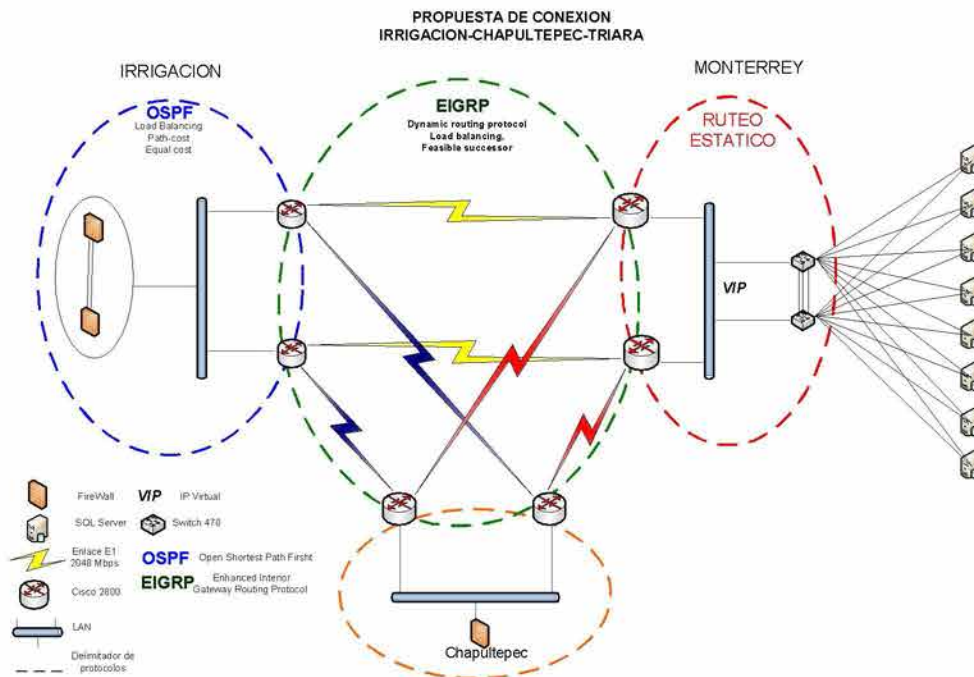 PROPUESTA DE CONEXION
IRRIGACION-CHAPULTEPEC-TRIARA
IRRIGACION
MONTERREY
OSPF
Load Balancing
Path-cost
Equal cost
EIGRP
Dynamic routing protocol
Load balancing,
Feasible successor
RUTEO
ESTATICO
VIP
FireWall
VIP
IP Virtual
SQL Server
Switch 470
Enlace E1
2048 Mbps
OSPF
Open Shortest Path Firsht
Cisco 2800
EIGRP
Enhanced Interior
Gateway Routing Protocol
LAN
Delimitador de
protocolos
Chapultepec